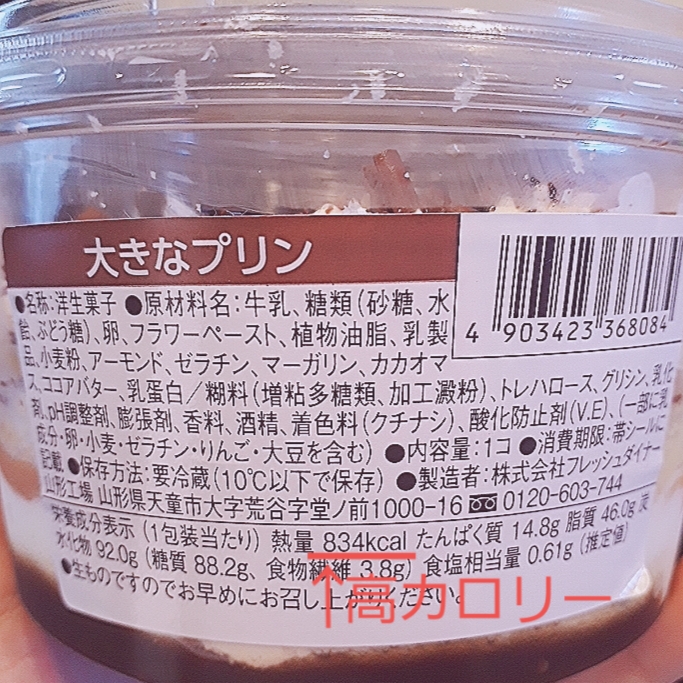 大きなプリン
4 903423 368084
●名称:洋生菓子 ●原材料名:牛乳、糖類(砂糖、水
飴、ぶどう糖)、卵、フラワーペースト、植物油脂、乳製
品、小麦粉、アーモンド、ゼラチン、マーガリン、カカオマ
ス、ココアバター、乳蛋白/糊料(増粘多糖類、加工澱粉)、トレハロース、グリシン、乳化
剤、pH調整剤、膨張剤、香料、酒精、着色料(クチナシ)、酸化防止剤(V.E)、(一部に乳
成分・卵・小麦・ゼラチン・りんご・大豆を含む) ●内容量:1コ ●消費期限:帯シールに
記載 ●保存方法:要冷蔵(10℃以下で保存) ●製造者:株式会社フレッシュダイナー
山形工場 山形県天童市大字荒谷字堂ノ前1000-16 0120-603-744
栄養成分表示(1包装当たり) 熱量 834kcal たんぱく質 14.8g 脂質 46.0g 炭
水化物 92.0g(糖質 88.2g、食物繊維 3.8g) 食塩相当量 0.61g(推定値)
●生ものですのでお早めにお召し上がりください。
↑高カロリー